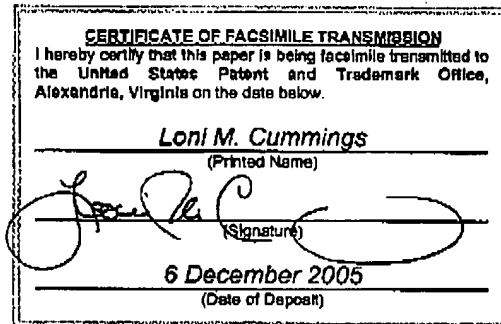 CERTIFICATE OF FACSIMILE TRANSMISSION
I hereby certify that this paper is being facsimile transmitted to
the United States Patent and Trademark Office,
Alexandria, Virginia on the date below.
Loni M. Cummings
(Printed Name)
(Signature)
6 December 2005
(Date of Deposit)